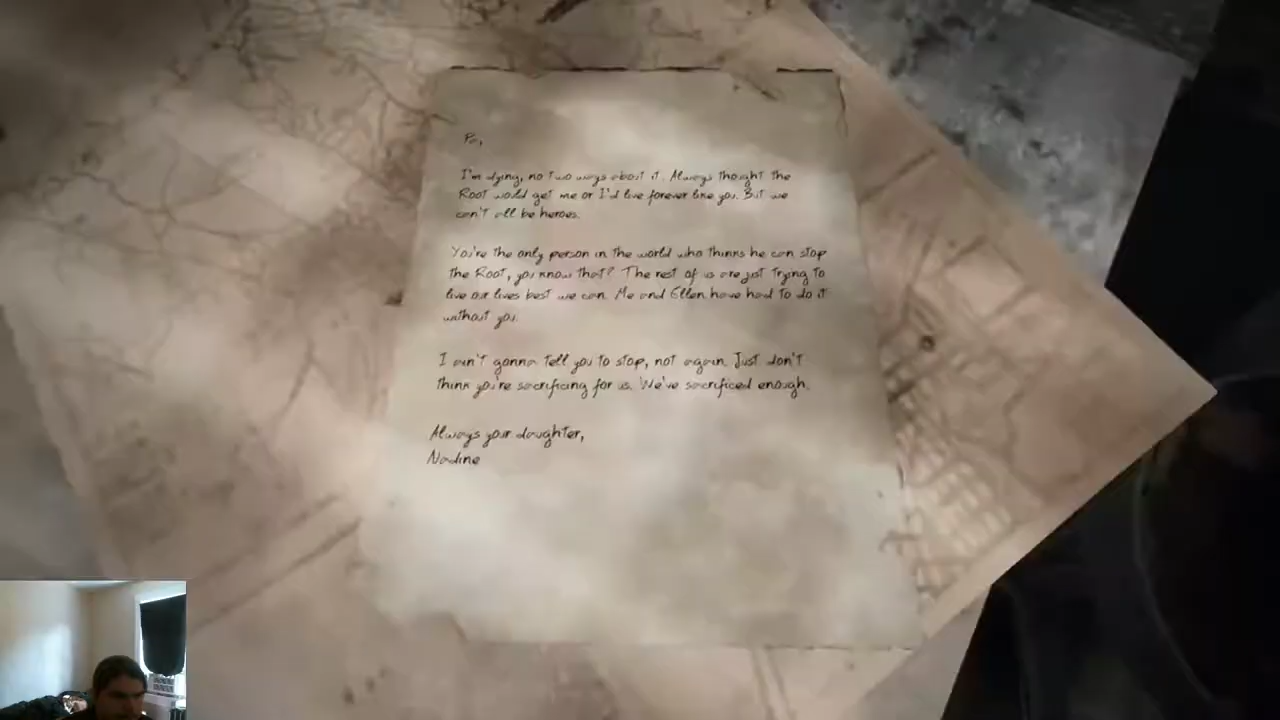 Pa,
I'm dying, no two ways about it. Always thought the
Root would get me or I'd live forever like you. But we
can't all be heroes.
You're the only person in the world who thinks he can stop
the Root, you know that? The rest of us are just trying to
live our lives best we can. Me and Ellen have had to do it
without you.
I ain't gonna tell you to stop, not again. Just don't
think you're sacrificing for us. We've sacrificed enough.
Always your daughter,
Nadine